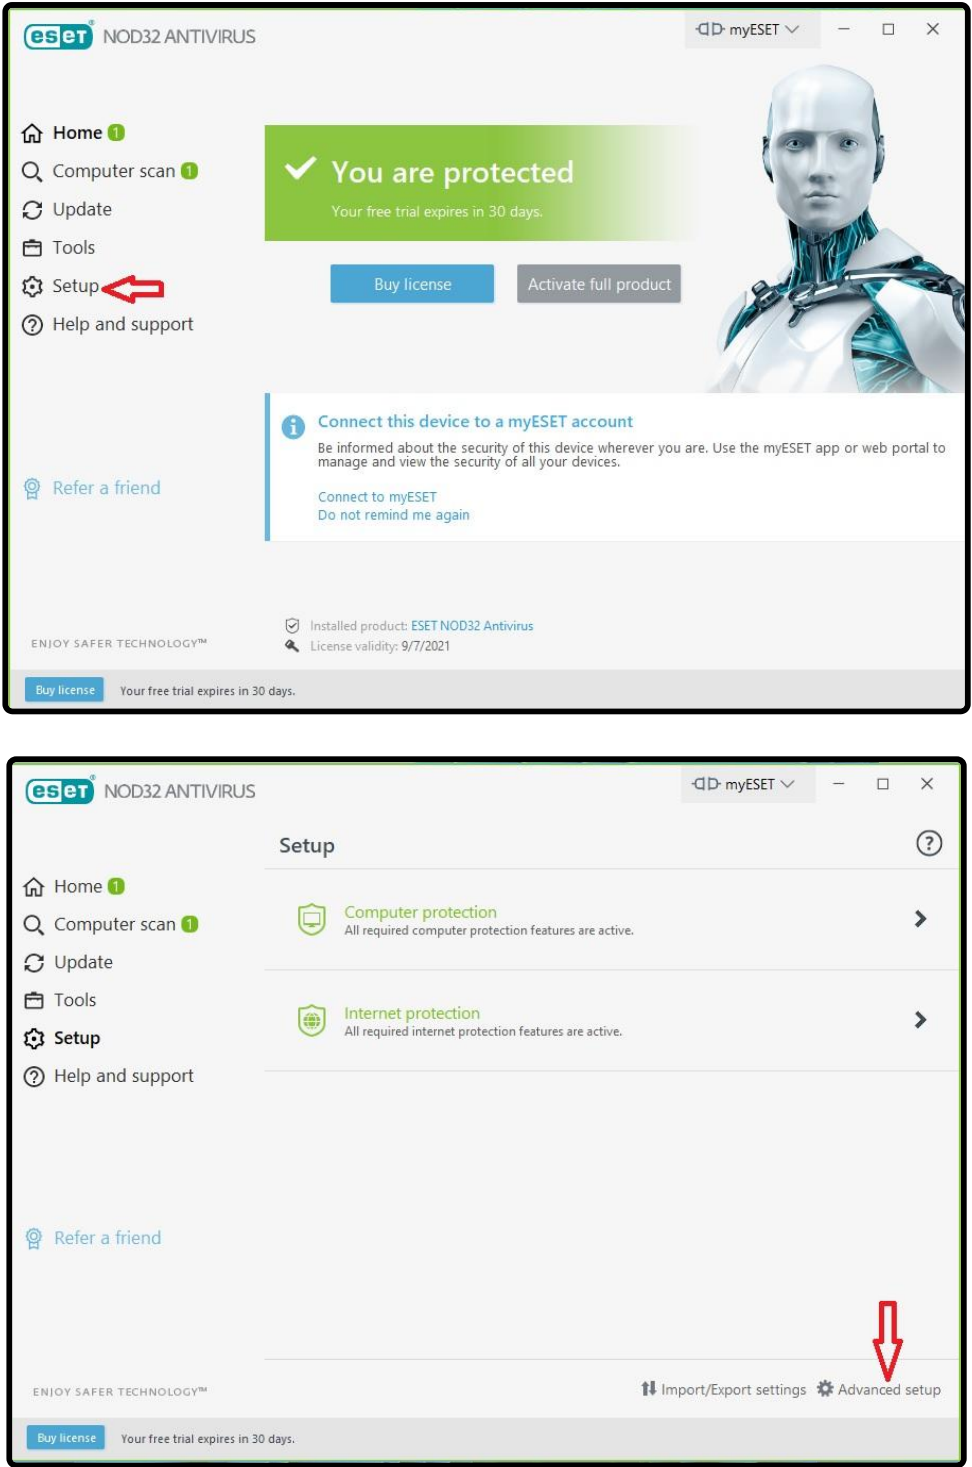 eset® NOD32 ANTIVIRUS
myESET
Home 1
Computer scan 1
Update
Tools
Setup
Help and support
Refer a friend
ENJOY SAFER TECHNOLOGY™
You are protected
Your free trial expires in 30 days.
Buy license
Activate full product
Connect this device to a myESET account
Be informed about the security of this device wherever you are. Use the myESET app or web portal to
manage and view the security of all your devices.
Connect to myESET
Do not remind me again
Installed product: ESET NOD32 Antivirus
License validity: 9/7/2021
Buy license Your free trial expires in 30 days.
eset® NOD32 ANTIVIRUS
myESET
Home 1
Computer scan 1
Update
Tools
Setup
Help and support
Refer a friend
ENJOY SAFER TECHNOLOGY™
Setup
Computer protection
All required computer protection features are active.
Internet protection
All required internet protection features are active.
Import/Export settings Advanced setup
Buy license Your free trial expires in 30 days.